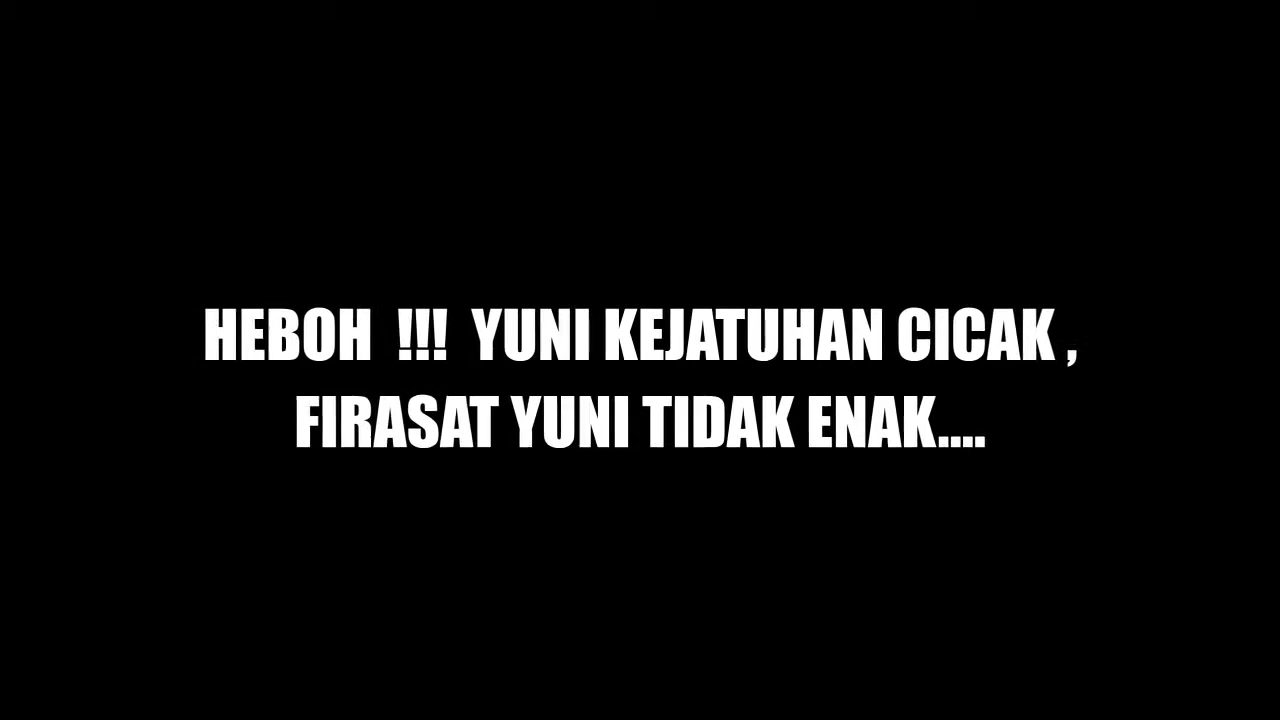 HEBOH  !!!  YUNI KEJATUHAN CICAK ,
FIRASAT YUNI TIDAK ENAK....